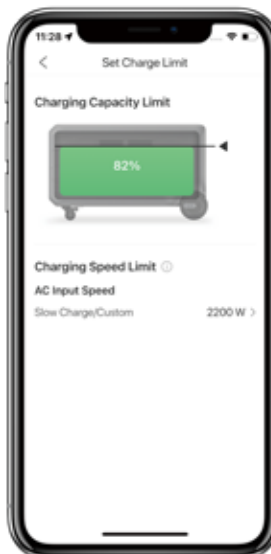 11:28
Set Charge Limit
Charging Capacity Limit
82%
Charging Speed Limit
AC Input Speed
Slow Charge/Custom 2200 W >